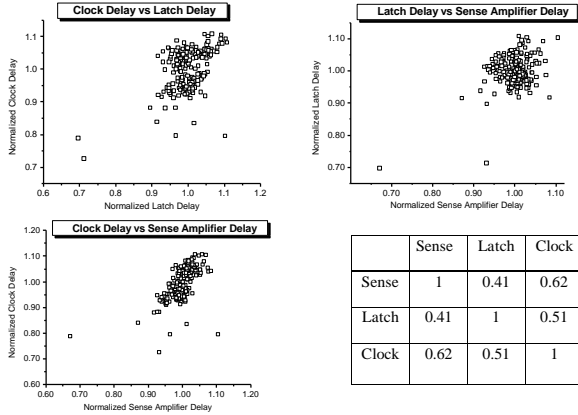 Clock Delay vs Latch Delay
Normalized Clock Delay
1.1
1.0
0.9
0.8
0.7
0.6 0.7 0.8 0.9 1.0 1.1 1.2
Normalized Latch Delay
Latch Delay vs Sense Amplifier Delay
Normalized Latch Delay
1.10
1.00
0.90
0.80
0.70
0.70 0.80 0.90 1.00 1.10
Normalized Sense Amplifier Delay
Clock Delay vs Sense Amplifier Delay
Normalized Clock Delay
1.20
1.10
1.00
0.90
0.80
0.70
0.60
0.60 0.70 0.80 0.90 1.00 1.10 1.20
Normalized Sense Amplifier Delay
Sense Latch Clock
Sense 1 0.41 0.62
Latch 0.41 1 0.51
Clock 0.62 0.51 1